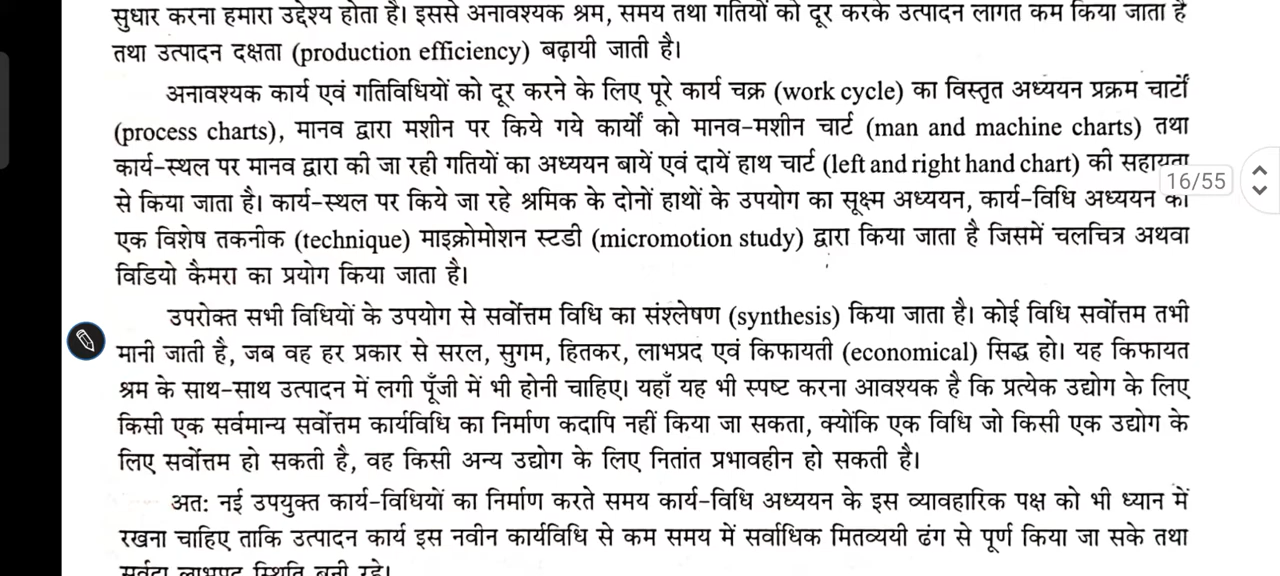 सुधार करना हमारा उद्देश्य होता है। इससे अनावश्यक श्रम, समय तथा गतियों को दूर करके उत्पादन लागत कम किया जाता है
तथा उत्पादन दक्षता (production efficiency) बढ़ायी जाती है।
अनावश्यक कार्य एवं गतिविधियों को दूर करने के लिए पूरे कार्य चक्र (work cycle) का विस्तृत अध्ययन प्रक्रम चार्टों
(process charts), मानव द्वारा मशीन पर किये गये कार्यों को मानव-मशीन चार्ट (man and machine charts) तथा
कार्य-स्थल पर मानव द्वारा की जा रही गतियों का अध्ययन बायें एवं दायें हाथ चार्ट (left and right hand chart) की सहायता
16/55
से किया जाता है। कार्य-स्थल पर किये जा रहे श्रमिक के दोनों हाथों के उपयोग का सूक्ष्म अध्ययन, कार्य-विधि अध्ययन की
एक विशेष तकनीक (technique) माइक्रोमोशन स्टडी (micromotion study) द्वारा किया जाता है जिसमें चलचित्र अथवा
विडियो कैमरा का प्रयोग किया जाता है।
उपरोक्त सभी विधियों के उपयोग से सर्वोत्तम विधि का संश्लेषण (synthesis) किया जाता है। कोई विधि सर्वोत्तम तभी
मानी जाती है, जब वह हर प्रकार से सरल, सुगम, हितकर, लाभप्रद एवं किफायती (economical) सिद्ध हो। यह किफायत
श्रम के साथ-साथ उत्पादन में लगी पूँजी में भी होनी चाहिए। यहाँ यह भी स्पष्ट करना आवश्यक है कि प्रत्येक उद्योग के लिए
किसी एक सर्वमान्य सर्वोत्तम कार्यविधि का निर्माण कदापि नहीं किया जा सकता, क्योंकि एक विधि जो किसी एक उद्योग के
लिए सर्वोत्तम हो सकती है, वह किसी अन्य उद्योग के लिए नितांत प्रभावहीन हो सकती है।
अत: नई उपयुक्त कार्य-विधियों का निर्माण करते समय कार्य-विधि अध्ययन के इस व्यावहारिक पक्ष को भी ध्यान में
रखना चाहिए ताकि उत्पादन कार्य इस नवीन कार्यविधि से कम समय में सर्वाधिक मितव्ययी ढंग से पूर्ण किया जा सके तथा
सर्वदा लाभप्रद स्थिति बनी रहे।